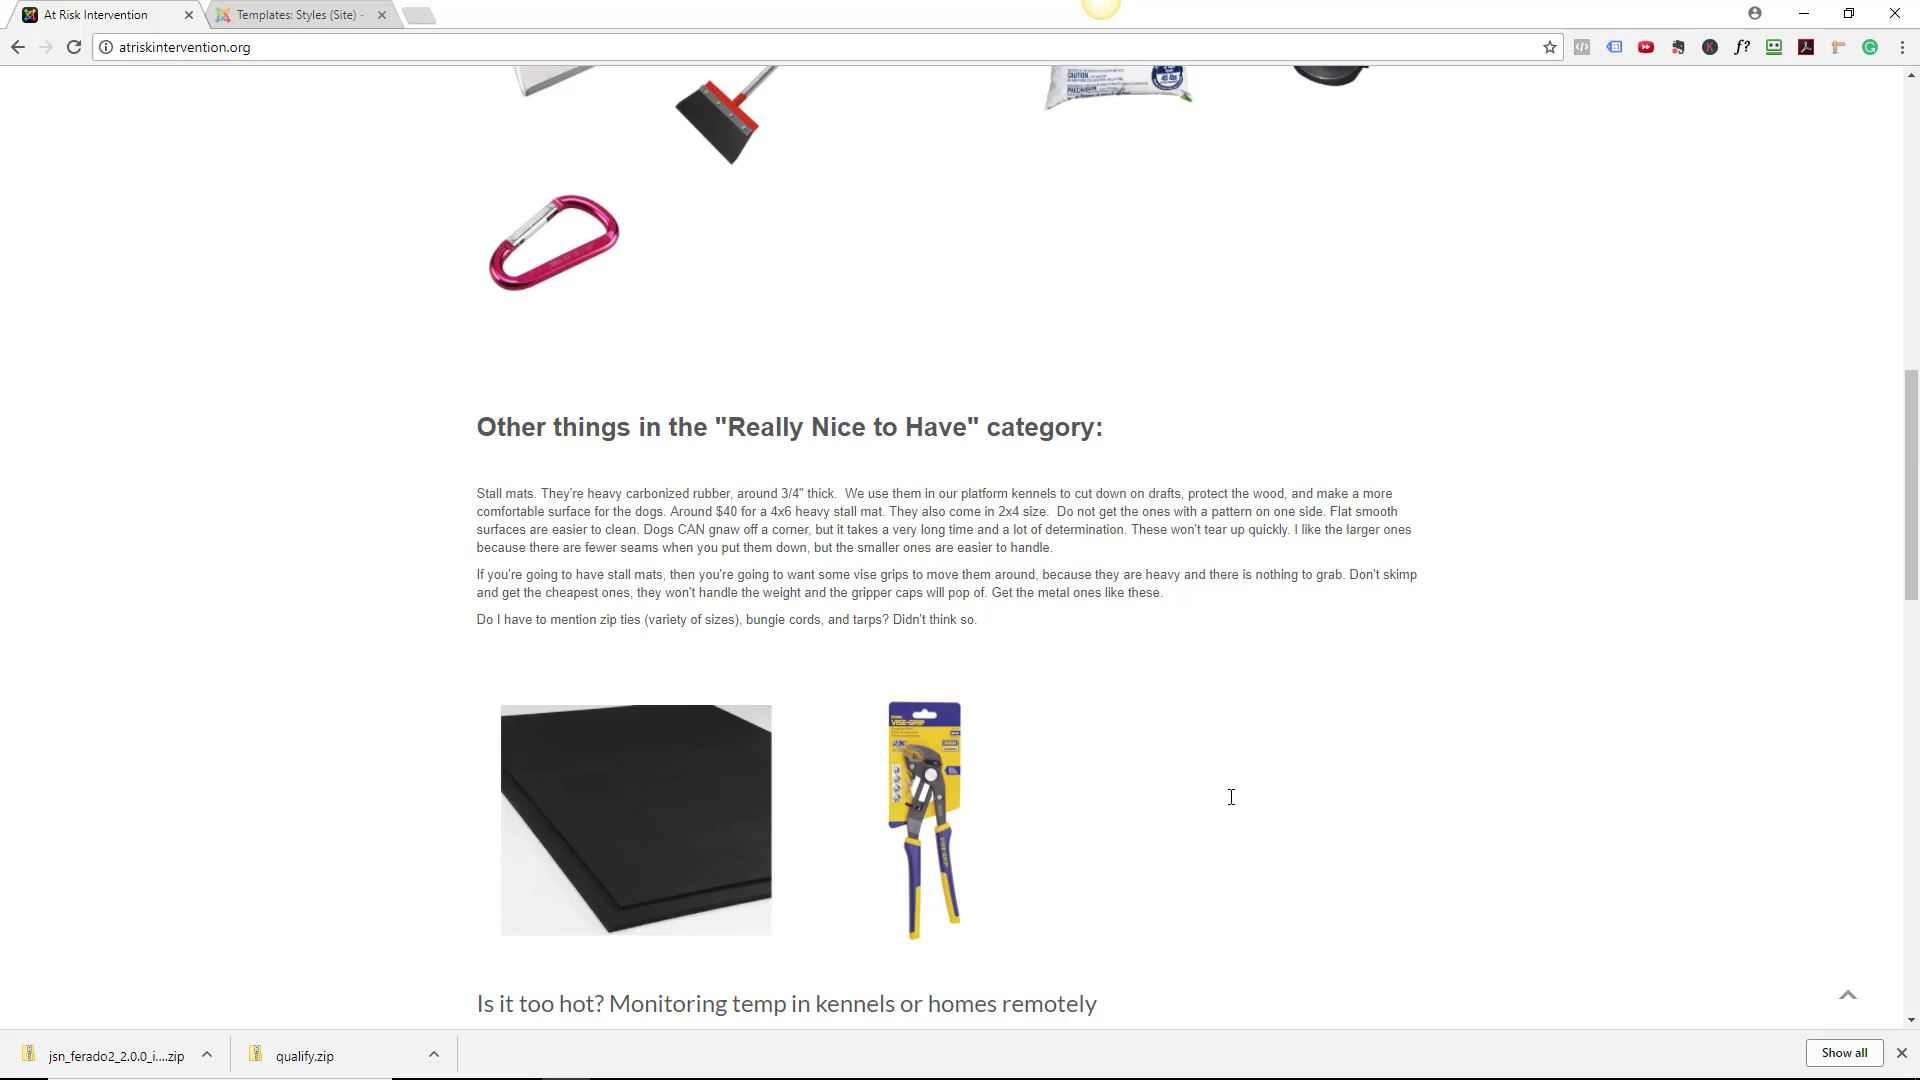 At Risk Intervention
Templates: Styles (Site) -
atriskintervention.org
CAUTION.
PRECAUCIÓN.
45 lbs
Other things in the "Really Nice to Have" category:
Stall mats. They're heavy carbonized rubber, around 3/4" thick.  We use them in our platform kennels to cut down on drafts, protect the wood, and make a more
comfortable surface for the dogs. Around $40 for a 4x6 heavy stall mat. They also come in 2x4 size.  Do not get the ones with a pattern on one side. Flat smooth
surfaces are easier to clean. Dogs CAN gnaw off a corner, but it takes a very long time and a lot of determination. These won't tear up quickly. I like the larger ones
because there are fewer seams when you put them down, but the smaller ones are easier to handle.
If you're going to have stall mats, then you're going to want some vise grips to move them around, because they are heavy and there is nothing to grab. Don't skimp
and get the cheapest ones, they won't handle the weight and the gripper caps will pop of. Get the metal ones like these.
Do I have to mention zip ties (variety of sizes), bungie cords, and tarps? Didn't think so.
VISE-GRIP
2X
VISE-GRIP
Is it too hot? Monitoring temp in kennels or homes remotely
jsn_ferado2_2.0.0_i....zip
qualify.zip
Show all